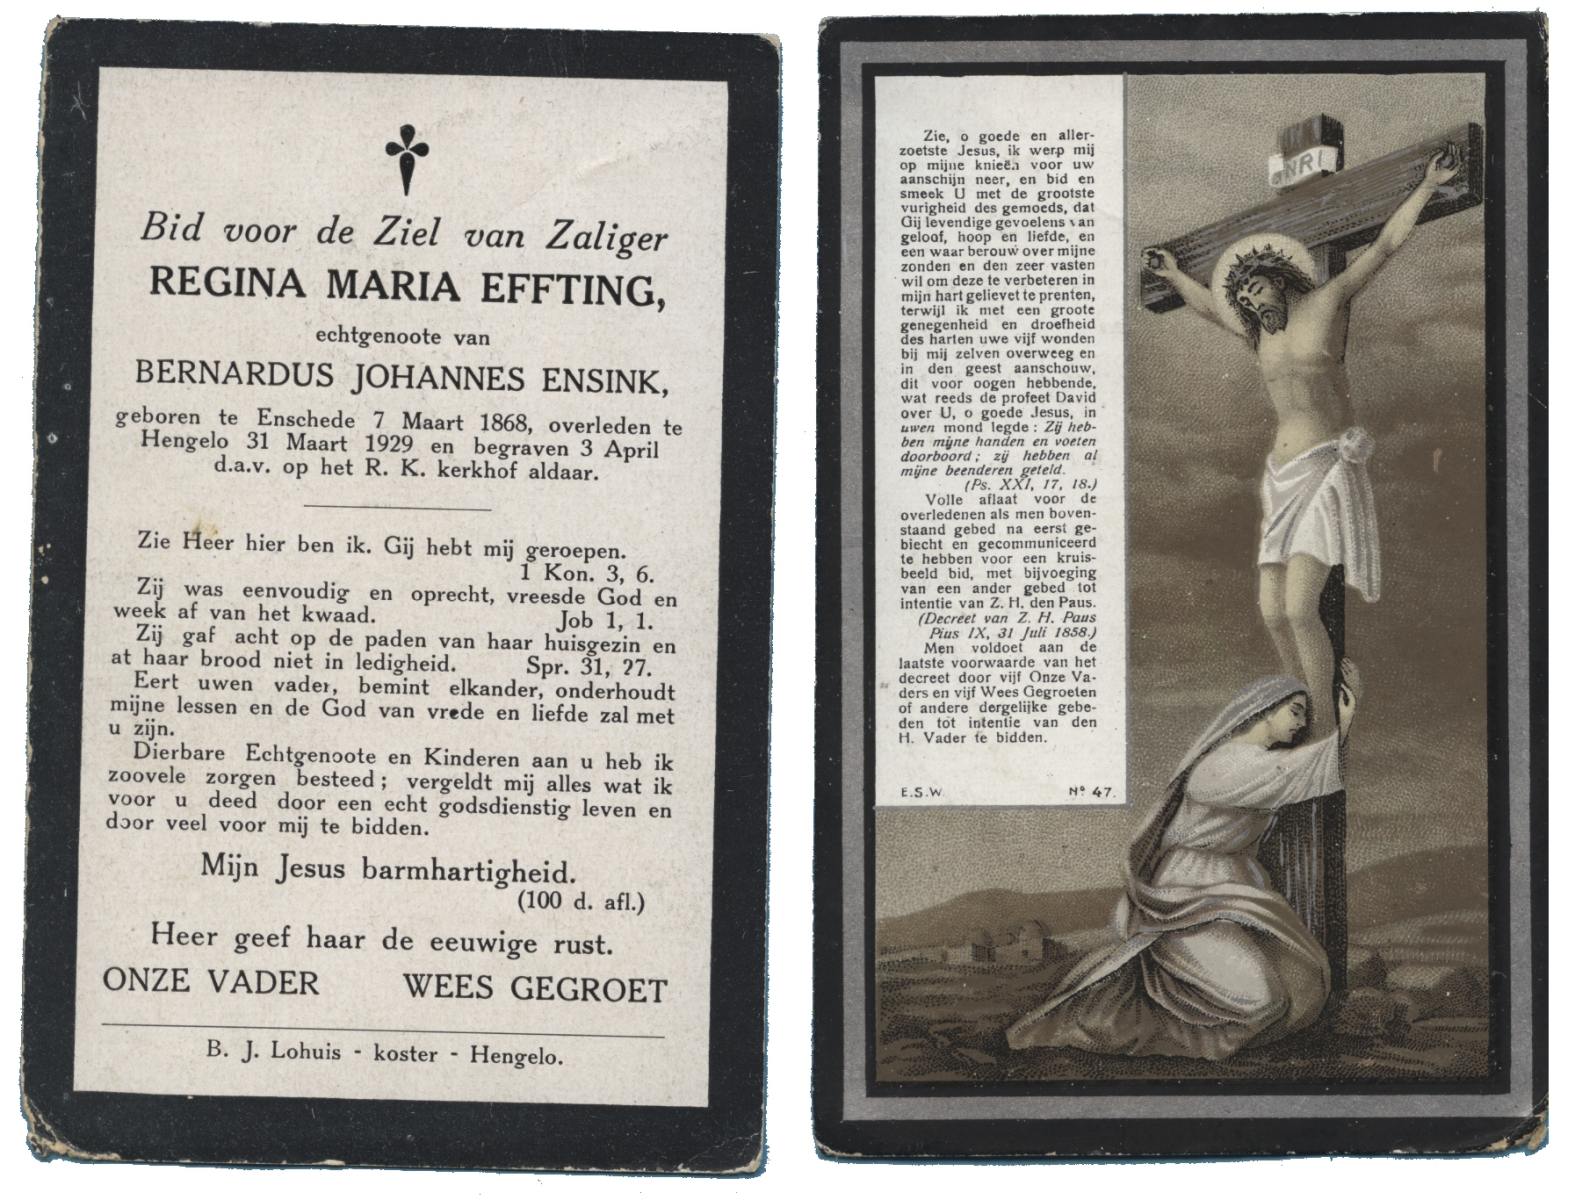 Bid voor de Ziel van Zaliger
REGINA MARIA EFFTING,
echtgenoote van
BERNARDUS JOHANNES ENSINK,
geboren te Enschede 7 Maart 1868, overleden te
Hengelo 31 Maart 1929 en begraven 3 April
d.a.v. op het R. K. kerkhof aldaar.
Zie Heer hier ben ik. Gij hebt mij geroepen.
1 Kon. 3, 6.
Zij was eenvoudig en oprecht, vreesde God en
week af van het kwaad. Job 1, 1.
Zij gaf acht op de paden van haar huisgezin en
at haar brood niet in ledigheid. Spr. 31, 27.
Eert uwen vader, bemint elkander, onderhoudt
mijne lessen en de God van vrede en liefde zal met
u zijn.
Dierbare Echtgenoote en Kinderen aan u heb ik
zoovele zorgen besteed; vergeldt mij alles wat ik
voor u deed door een echt godsdienstig leven en
door veel voor mij te bidden.
Mijn Jesus barmhartigheid.
(100 d. afl.)
Heer geef haar de eeuwige rust.
ONZE VADER WEES GEGROET
B. J. Lohuis - koster - Hengelo.
Zie, o goede en aller-
zoetste Jesus, ik werp mij
op mijne knieën voor uw
aanschijn neer, en bid en
smeek U met de grootste
vurigheid des gemoeds, dat
Gij levendige gevoelens van
geloof, hoop en liefde, en
een waar berouw over mijne
zonden en den zeer vasten
wil om deze te verbeteren in
mijn hart gelievet te prenten,
terwijl ik met een groote
genegenheid en droefheid
des harten uwe vijf wonden
bij mij zelven overweeg en
in den geest aanschouw,
dit voor oogen hebbende,
wat reeds de profeet David
over U, o goede Jesus, in
uwen mond legde: Zij heb-
ben mijne handen en voeten
doorboord; zij hebben al
mijne beenderen geteld.
(Ps. XXI, 17, 18.)
Volle aflaat voor de
overledenen als men boven-
staand gebed na eerst ge-
biecht en gecommuniceerd
te hebben voor een kruis-
beeld bid, met bijvoeging
van een ander gebed tot
intentie van Z. H. den Paus.
(Decreet van Z. H. Paus
Pius IX, 31 Juli 1858.)
Men voldoet aan de
laatste voorwaarde van het
decreet door vijf Onze Va-
ders en vijf Wees Gegroeten
of andere dergelijke gebe-
den tot intentie van den
H. Vader te bidden.
E.S.W. Nº 47.
INRI